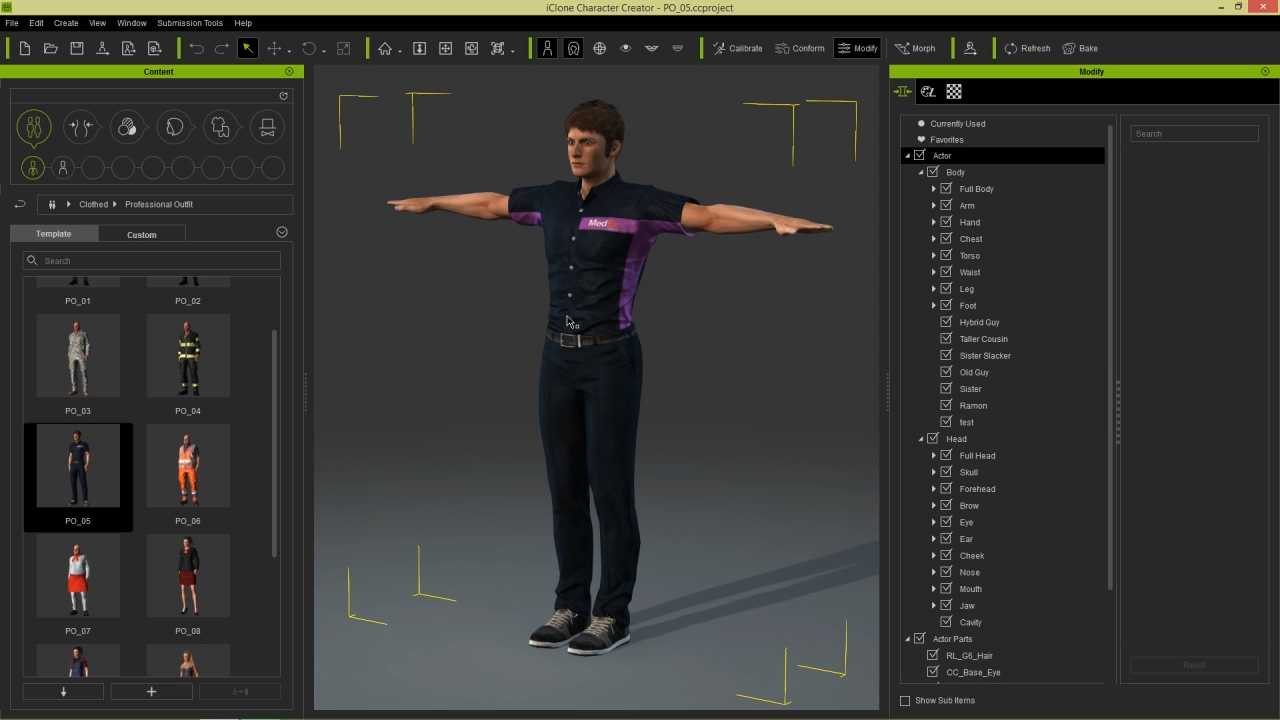 iClone Character Creator - PO_05.ccproject
File Edit Create View Window Submission Tools Help
Calibrate Conform Modify Morph Refresh Bake
Content
Clothed Professional Outfit
Template Custom
Search
PO_01 PO_02
PO_03 PO_04
PO_05 PO_06
PO_07 PO_08
Med
Modify
Currently Used
Favorites
Actor
Body
Full Body
Arm
Hand
Chest
Torso
Waist
Leg
Foot
Hybrid Guy
Taller Cousin
Sister Slacker
Old Guy
Sister
Ramon
test
Head
Full Head
Skull
Forehead
Brow
Eye
Ear
Cheek
Nose
Mouth
Jaw
Cavity
Actor Parts
RL_G6_Hair
CC_Base_Eye
Show Sub Items
Search
Reset